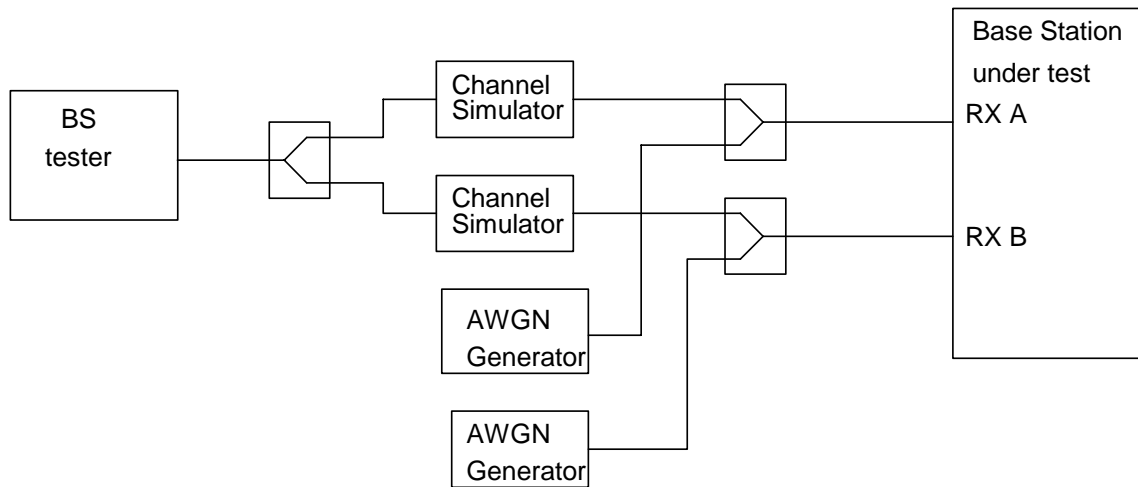 BS
tester
Channel
Simulator
Channel
Simulator
AWGN
Generator
AWGN
Generator
Base Station
under test
RX A
RX B